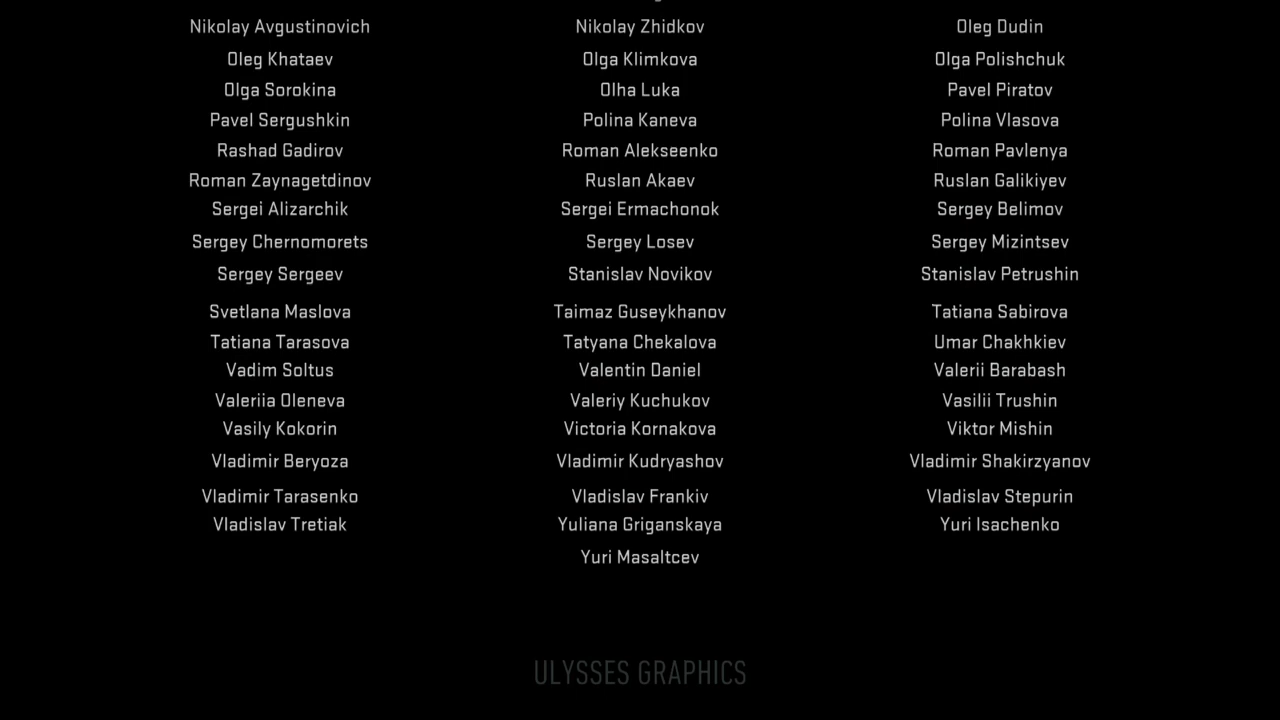 Nikolay Avgustinovich Nikolay Zhidkov Oleg Dudin
Oleg Khataev Olga Klimkova Olga Polishchuk
Olga Sorokina Olha Luka Pavel Piratov
Pavel Sergushkin Polina Kaneva Polina Vlasova
Rashad Gadirov Roman Alekseenko Roman Pavlenya
Roman Zaynagetdinov Ruslan Akaev Ruslan Galikiyev
Sergei Alizarchik Sergei Ermachonok Sergey Belimov
Sergey Chernomorets Sergey Losev Sergey Mizintsev
Sergey Sergeev Stanislav Novikov Stanislav Petrushin
Svetlana Maslova Taimaz Guseykhanov Tatiana Sabirova
Tatiana Tarasova Tatyana Chekalova Umar Chakhkiev
Vadim Soltus Valentin Daniel Valerii Barabash
Valeriia Oleneva Valeriy Kuchukov Vasilii Trushin
Vasily Kokorin Victoria Kornakova Viktor Mishin
Vladimir Beryoza Vladimir Kudryashov Vladimir Shakirzyanov
Vladimir Tarasenko Vladislav Frankiv Vladislav Stepurin
Vladislav Tretiak Yuliana Griganskaya Yuri Isachenko
Yuri Masaltcev
ULYSSES GRAPHICS